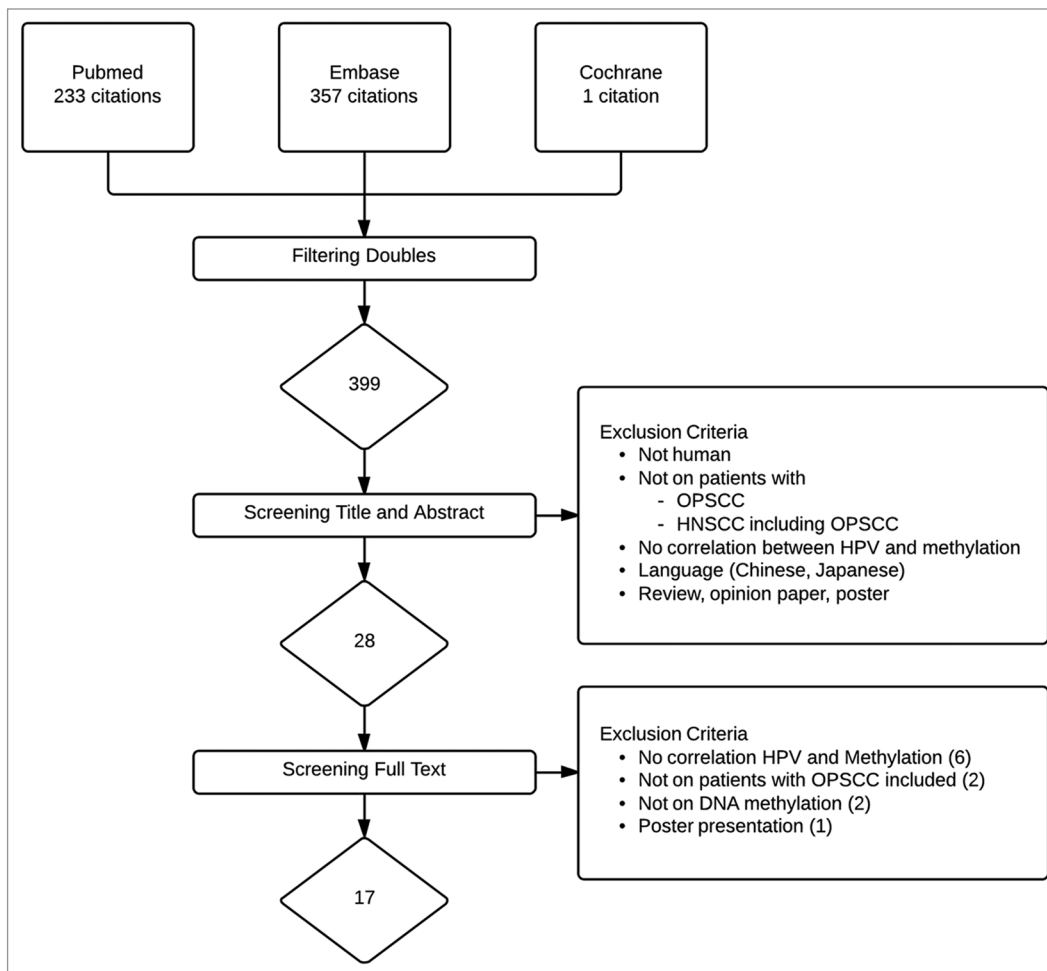 Pubmed
233 citations
Embase
357 citations
Cochrane
1 citation
Filtering Doubles
399
Screening Title and Abstract
Exclusion Criteria
• Not human
• Not on patients with
- OPSCC
- HNSCC including OPSCC
• No correlation between HPV and methylation
• Language (Chinese, Japanese)
• Review, opinion paper, poster
28
Screening Full Text
Exclusion Criteria
• No correlation HPV and Methylation (6)
• Not on patients with OPSCC included (2)
• Not on DNA methylation (2)
• Poster presentation (1)
17